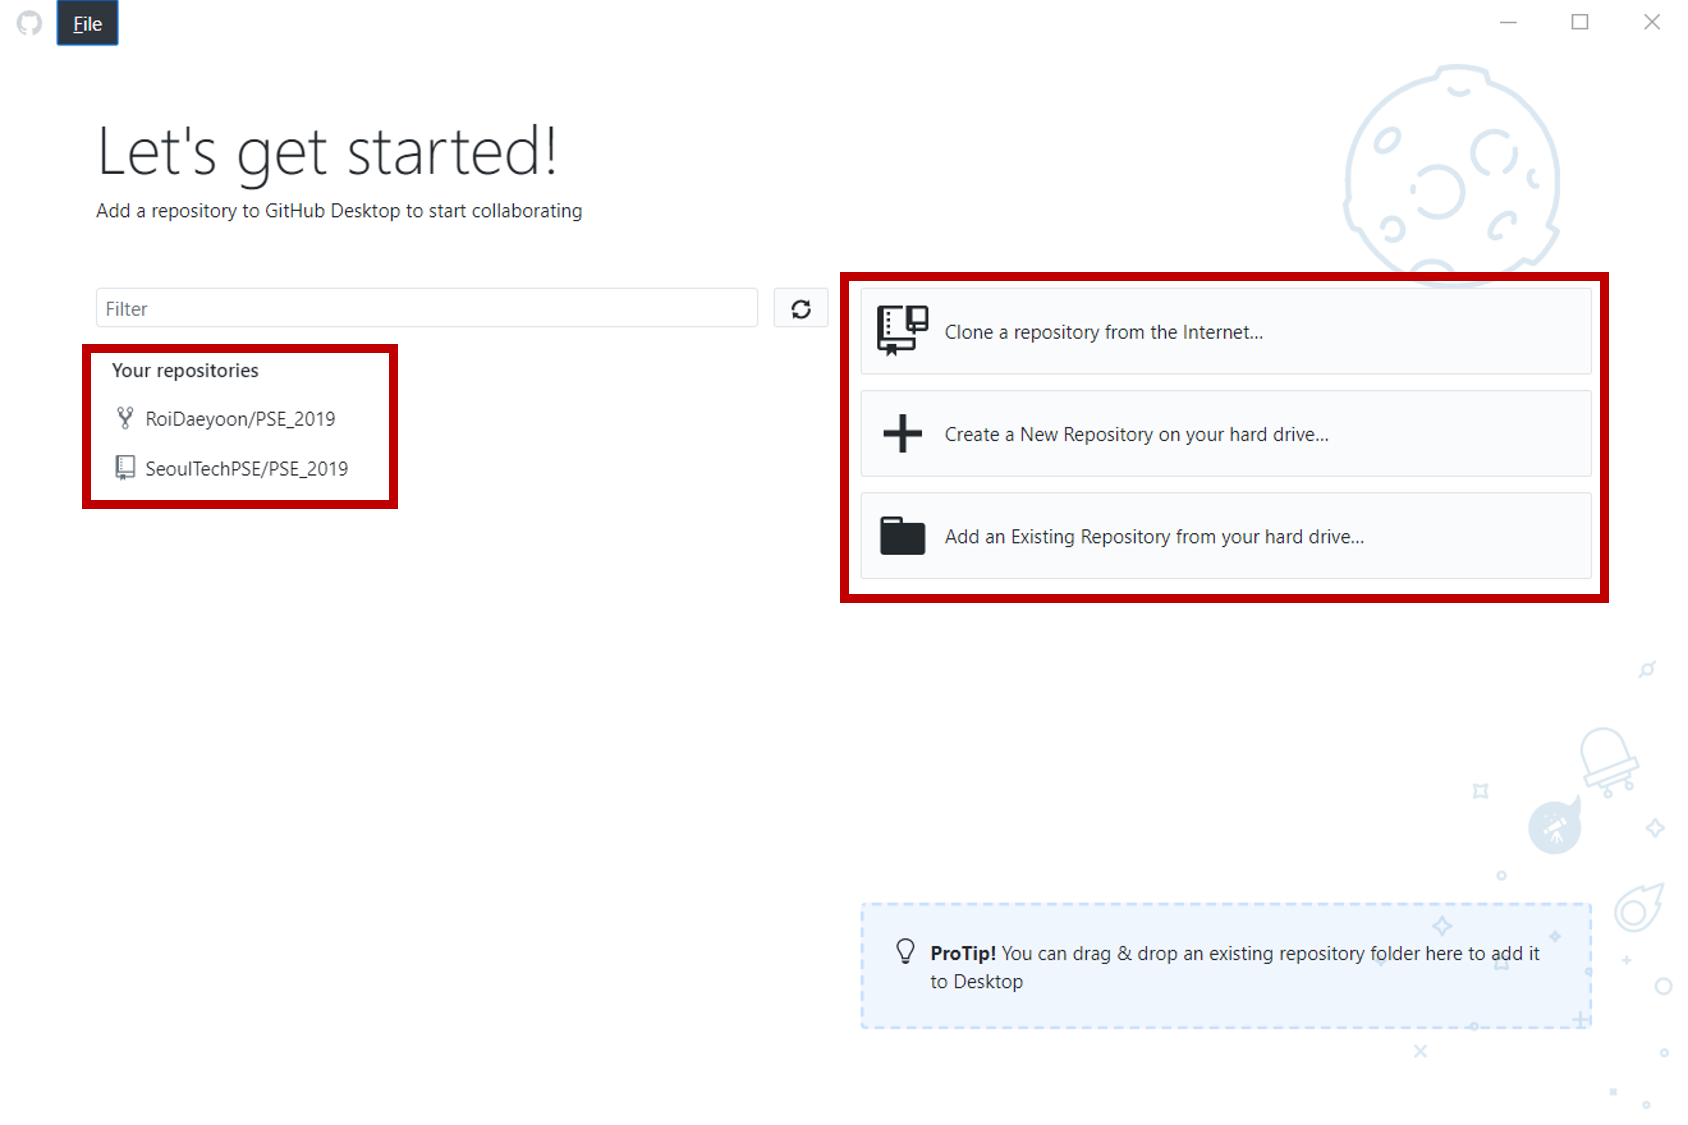 File
Let's get started!
Add a repository to GitHub Desktop to start collaborating
Filter
Your repositories
RoiDaeyoon/PSE_2019
SeoulTechPSE/PSE_2019
Clone a repository from the Internet...
Create a New Repository on your hard drive...
Add an Existing Repository from your hard drive...
ProTip! You can drag & drop an existing repository folder here to add it
to Desktop